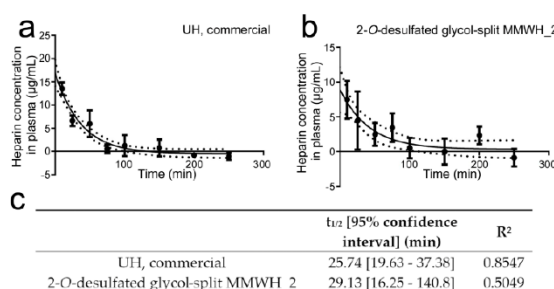 a
UH, commercial
Heparin concentration
in plasma (µg/mL)
25
20
15
10
5
0
-5
100
200
300
Time (min)
b
2-O-desulfated glycol-split MMWH_2
Heparin concentration
in plasma (µg/mL)
15
10
5
0
-5
100
200
300
Time (min)
c
t1/2 [95% confidence interval] (min) R²
UH, commercial 25.74 [19.63 - 37.38] 0.8547
2-O-desulfated glycol-split MMWH_2 29.13 [16.25 - 140.8] 0.5049